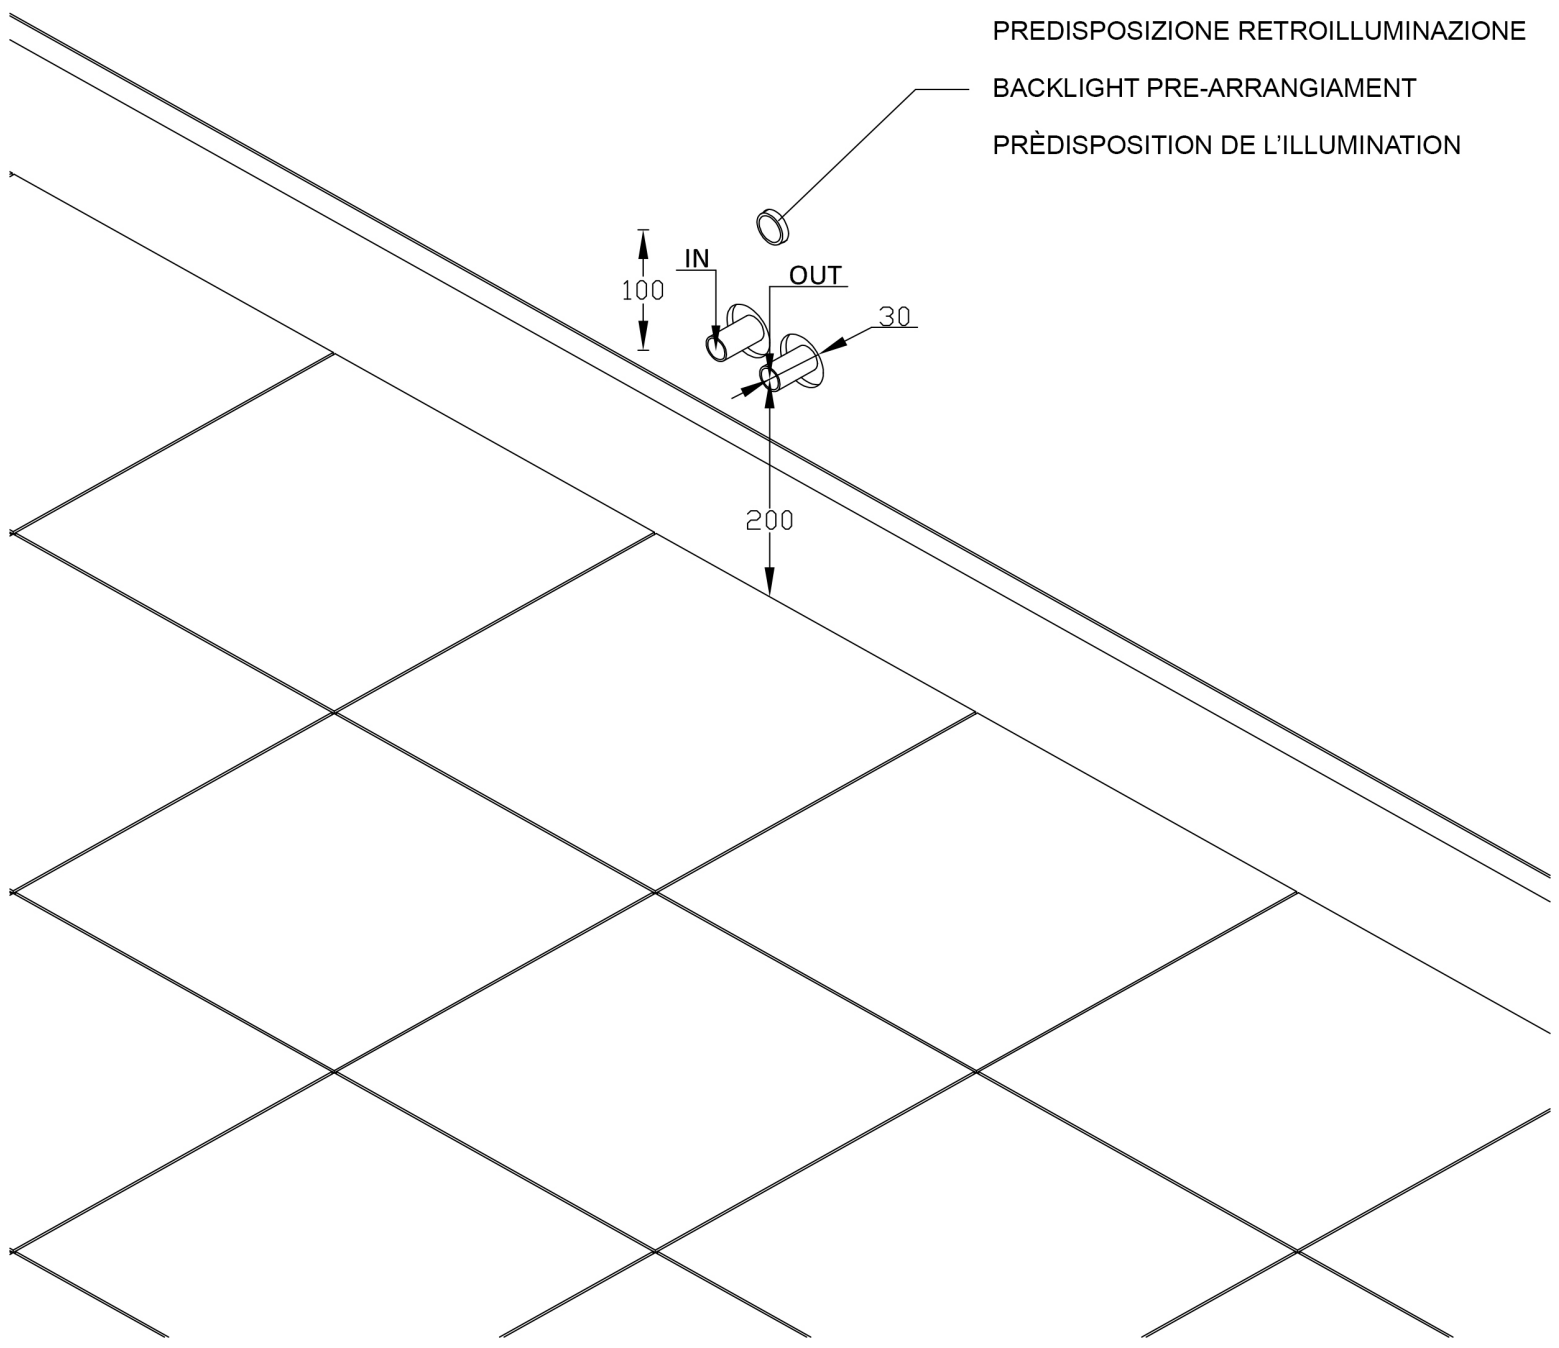 PREDISPOSIZIONE RETROILLUMINAZIONE
BACKLIGHT PRE-ARRANGIAMENT
PRÈDISPOSITION DE L’ILLUMINATION
IN
OUT
100
30
200